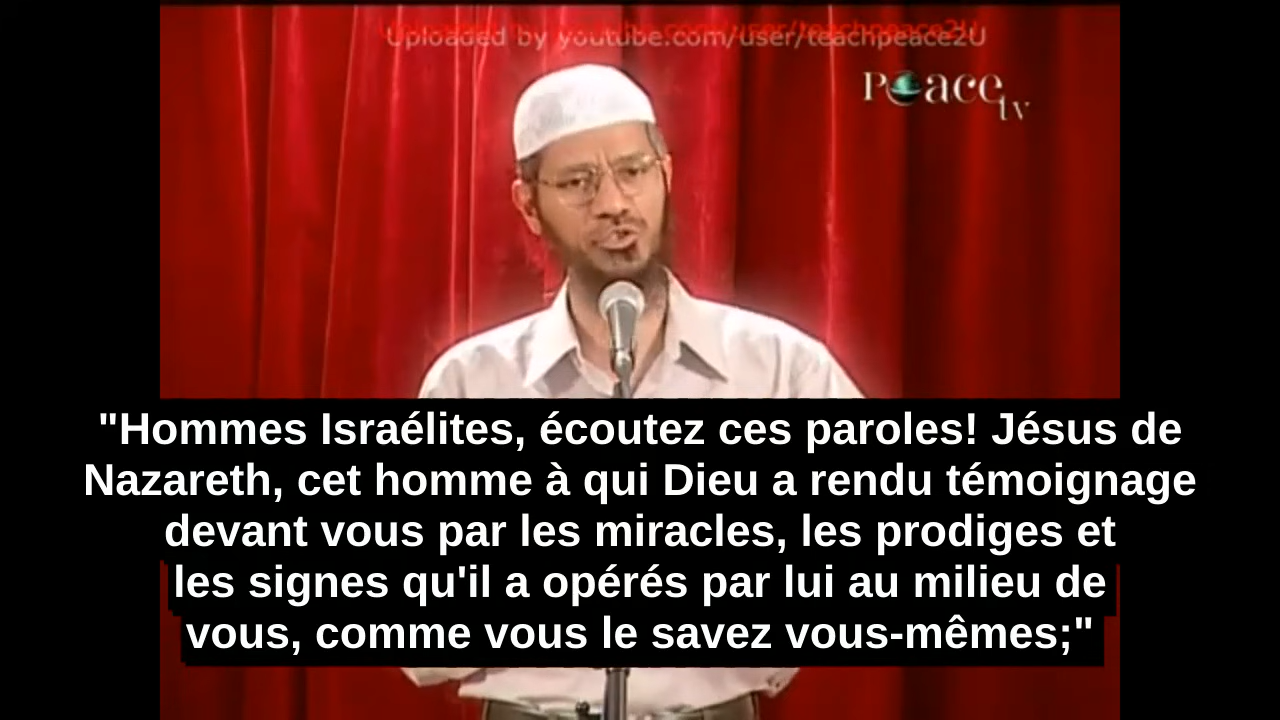 Uploaded by youtube.com/user/teachpeace2U
Peace
tv
"Hommes Israélites, écoutez ces paroles! Jésus de
Nazareth, cet homme à qui Dieu a rendu témoignage
devant vous par les miracles, les prodiges et
les signes qu'il a opérés par lui au milieu de
vous, comme vous le savez vous-mêmes;"